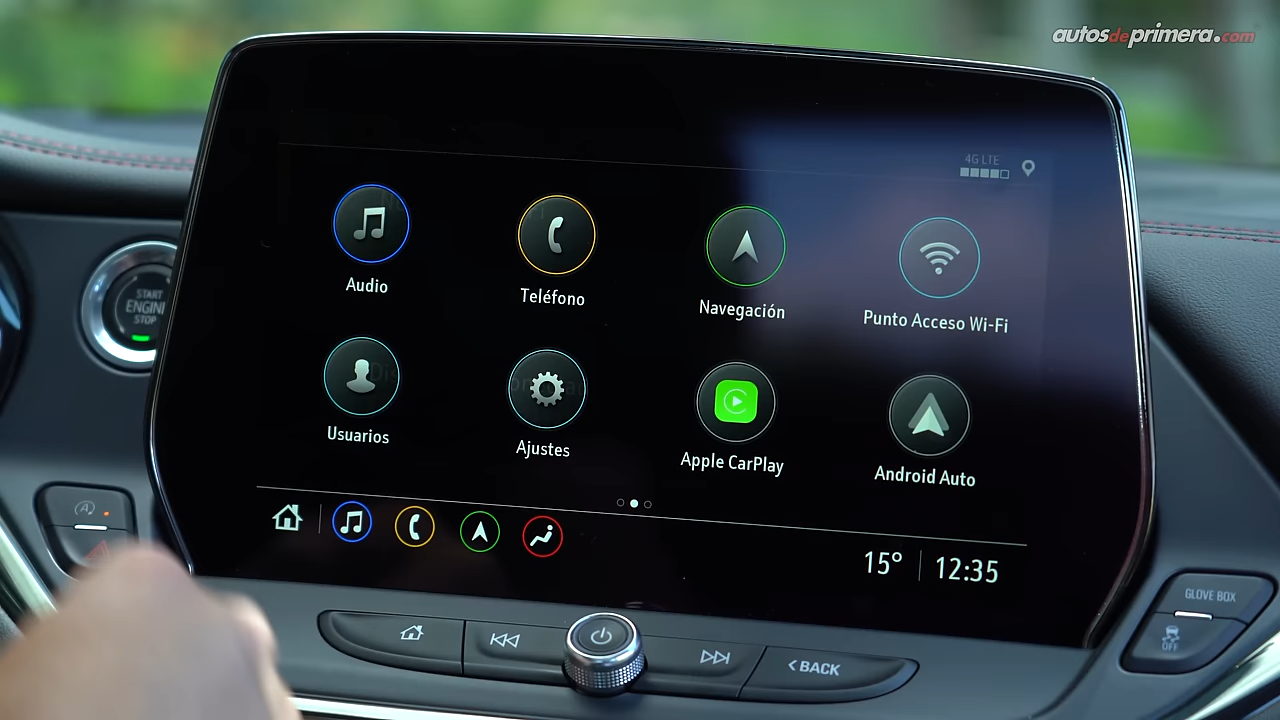 autosdeprimera.com
4G LTE
Audio
Teléfono
Navegación
Punto Acceso Wi-Fi
START
ENGINE
STOP
Usuarios
Ajustes
Apple CarPlay
Android Auto
15° 12:35
GLOVE BOX
OFF
BACK